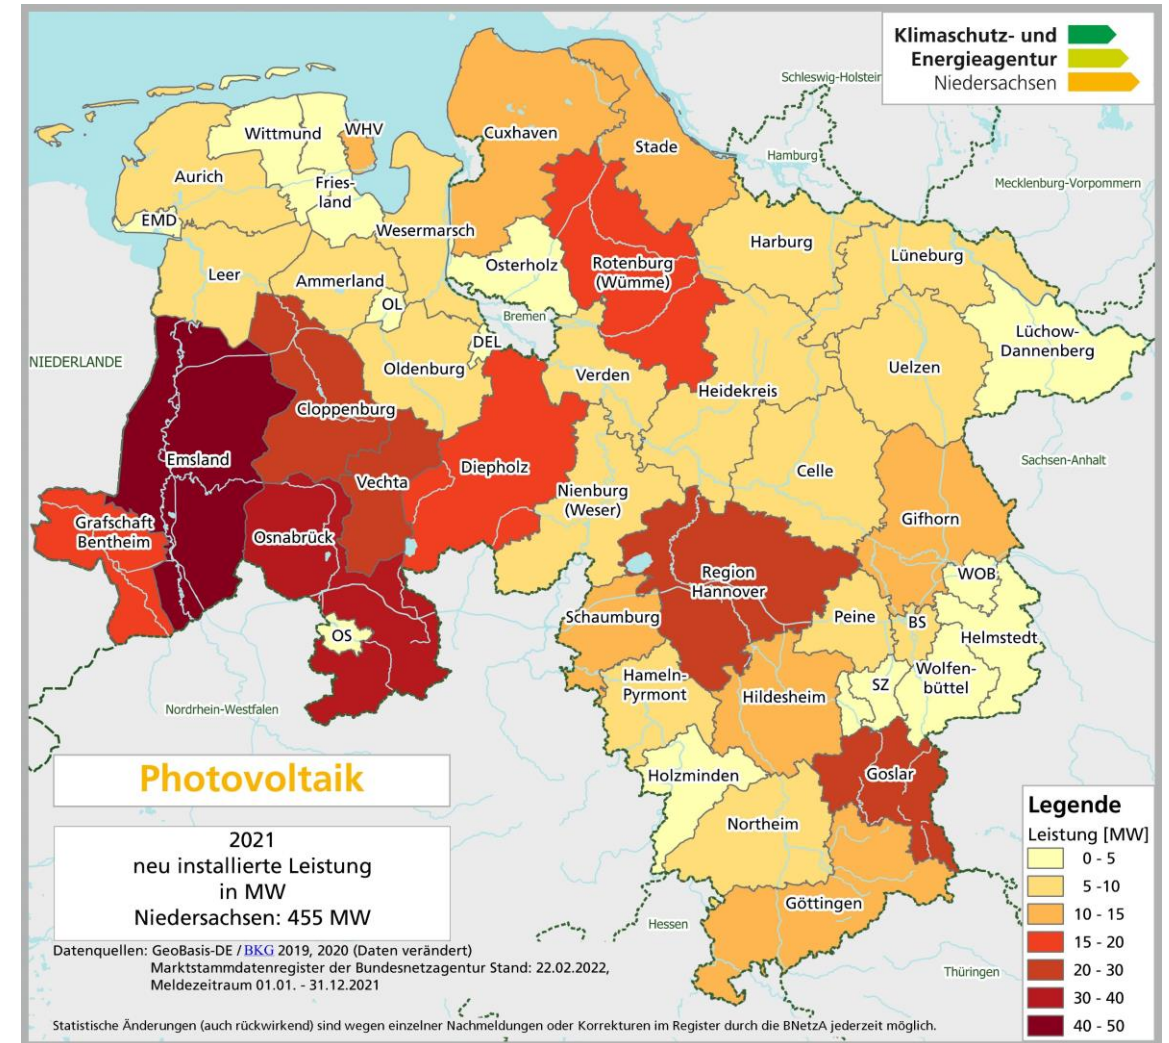 Klimaschutz- und
Energieagentur
Niedersachsen
Schleswig-Holstein
Hamburg
Mecklenburg-Vorpommern
Wittmund
WHV
Cuxhaven
Stade
Aurich
Fries-
land
EMD
Wesermarsch
Harburg
Lüneburg
Leer
Ammerland
Osterholz
Rotenburg
(Wümme)
OL
Bremen
DEL
Lüchow-
Dannenberg
NIEDERLANDE
Oldenburg
Verden
Heidekreis
Uelzen
Cloppenburg
Emsland
Vechta
Diepholz
Celle
Sachsen-Anhalt
Nienburg
(Weser)
Grafschaft
Bentheim
Osnabrück
Gifhorn
Region
Hannover
WOB
Schaumburg
Peine
BS
Helmstedt
OS
Hameln-
Pyrmont
Hildesheim
SZ
Wolfen-
büttel
Nordrhein-Westfalen
Holzminden
Goslar
Northeim
Göttingen
Hessen
Thüringen
Photovoltaik
2021
neu installierte Leistung
in MW
Niedersachsen: 455 MW
Datenquellen: GeoBasis-DE / BKG 2019, 2020 (Daten verändert)
Marktstammdatenregister der Bundesnetzagentur Stand: 22.02.2022,
Meldezeitraum 01.01. - 31.12.2021
Statistische Änderungen (auch rückwirkend) sind wegen einzelner Nachmeldungen oder Korrekturen im Register durch die BNetzA jederzeit möglich.
Legende
Leistung [MW]
0 - 5
5 -10
10 - 15
15 - 20
20 - 30
30 - 40
40 - 50